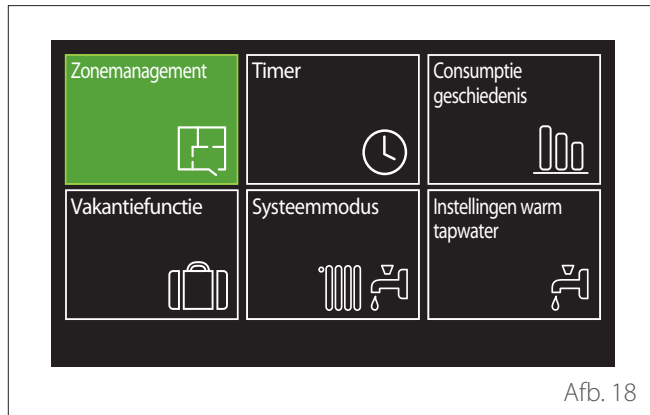 Zonemanagement
Timer
Consumptie
geschiedenis
Vakantiefunctie
Systeemmodus
Instellingen warm
tapwater
Afb. 18